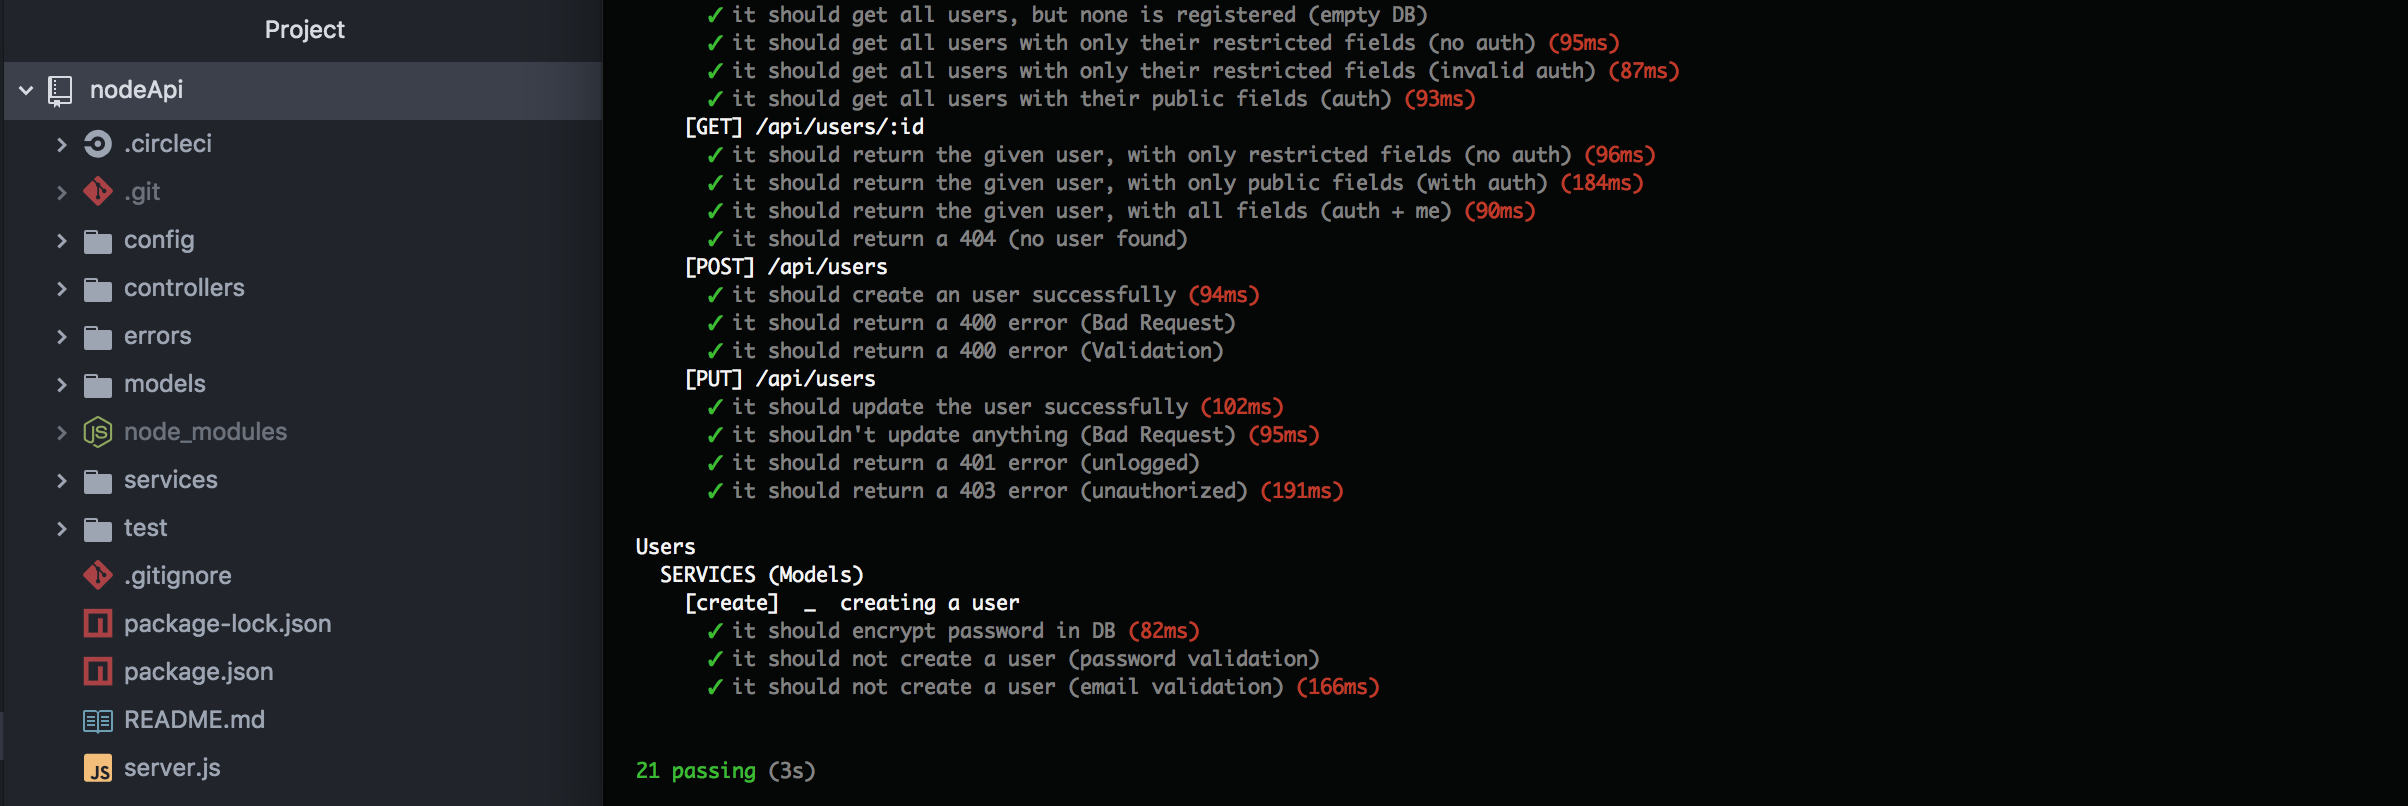 Project
nodeApi
.circleci
.git
config
controllers
errors
models
node_modules
services
test
.gitignore
package-lock.json
package.json
README.md
JS server.js
✓ it should get all users, but none is registered (empty DB)
✓ it should get all users with only their restricted fields (no auth) (95ms)
✓ it should get all users with only their restricted fields (invalid auth) (87ms)
✓ it should get all users with their public fields (auth) (93ms)
[GET] /api/users/:id
✓ it should return the given user, with only restricted fields (no auth) (96ms)
✓ it should return the given user, with only public fields (with auth) (184ms)
✓ it should return the given user, with all fields (auth + me) (90ms)
✓ it should return a 404 (no user found)
[POST] /api/users
✓ it should create an user successfully (94ms)
✓ it should return a 400 error (Bad Request)
✓ it should return a 400 error (Validation)
[PUT] /api/users
✓ it should update the user successfully (102ms)
✓ it shouldn't update anything (Bad Request) (95ms)
✓ it should return a 401 error (unlogged)
✓ it should return a 403 error (unauthorized) (191ms)
Users
SERVICES (Models)
[create] _ creating a user
✓ it should encrypt password in DB (82ms)
✓ it should not create a user (password validation)
✓ it should not create a user (email validation) (166ms)
21 passing (3s)